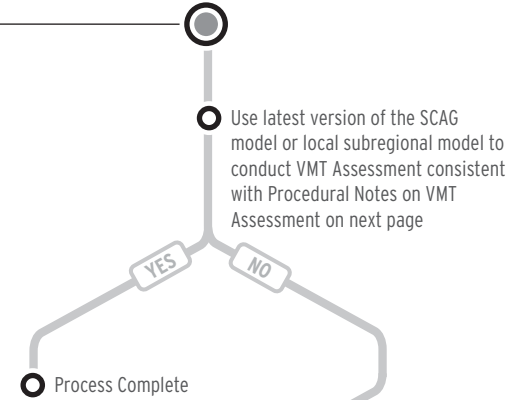 Use latest version of the SCAG
model or local subregional model to
conduct VMT Assessment consistent
with Procedural Notes on VMT
Assessment on next page
YES
NO
Process Complete